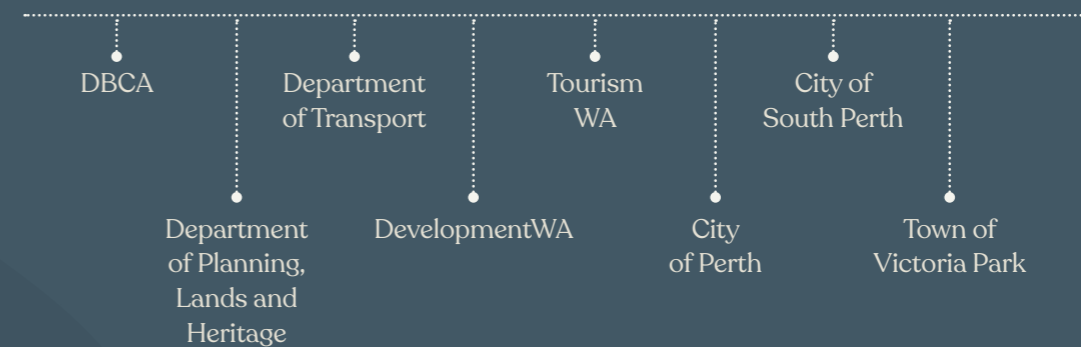 DBCA
Department
of Transport
Tourism
WA
City of
South Perth
Department
of Planning,
Lands and
Heritage
DevelopmentWA
City
of Perth
Town of
Victoria Park